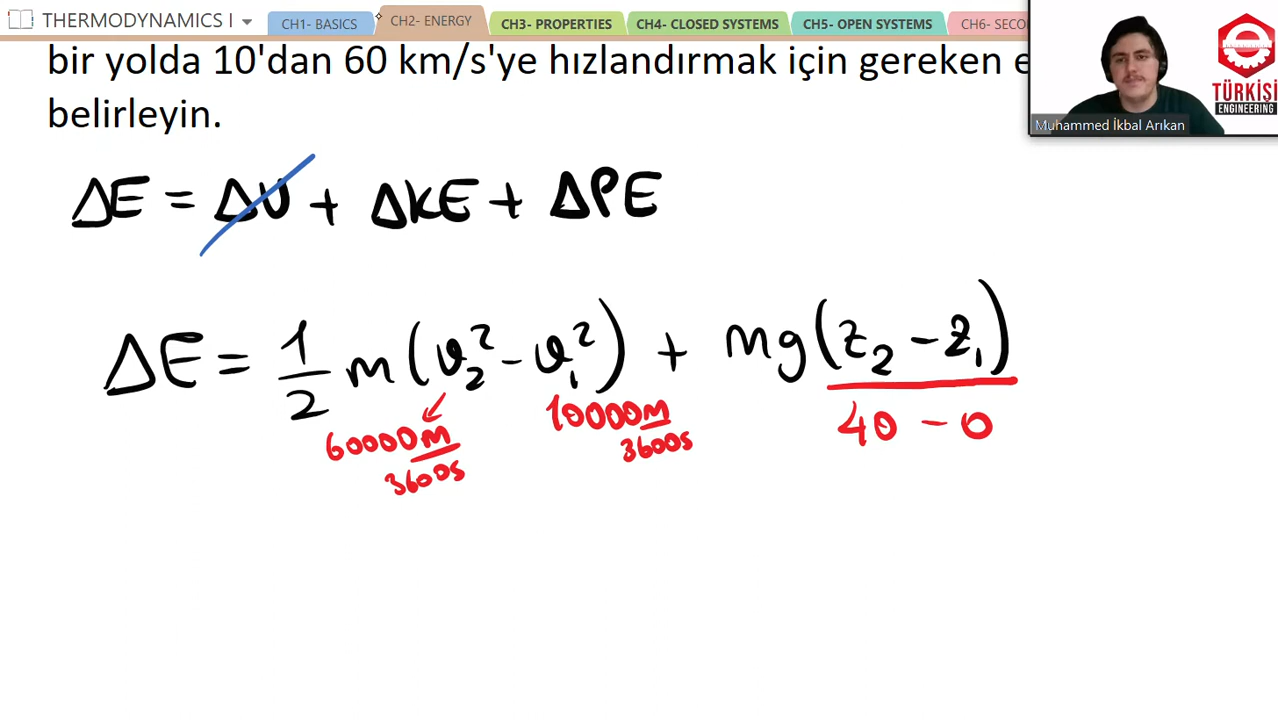 THERMODYNAMICS I
CH1- BASICS
CH2- ENERGY
CH3- PROPERTIES
CH4- CLOSED SYSTEMS
CH5- OPEN SYSTEMS
CH6- SECO
bir yolda 10'dan 60 km/s'ye hızlandırmak için gereken e
belirleyin.
Muhammed İkbal Arıkan
TÜRKİŞİ
ENGINEERING
ΔE = ΔU + ΔKE + ΔPE
ΔE = 1/2 m(ϑ₂² - ϑ₁²) + mg(z₂ - z₁)
60000m/3600s
10000m/3600s
40 - 0